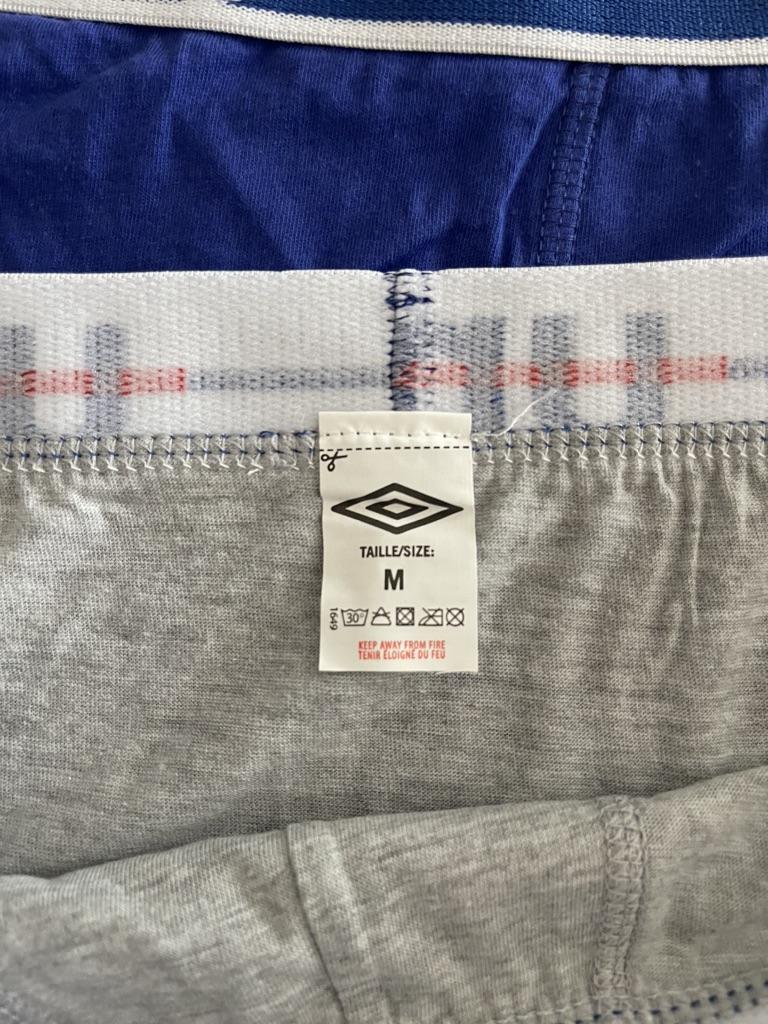 TAILLE/SIZE:
M
1649
30°
KEEP AWAY FROM FIRE
TENIR ÉLOIGNÉ DU FEU